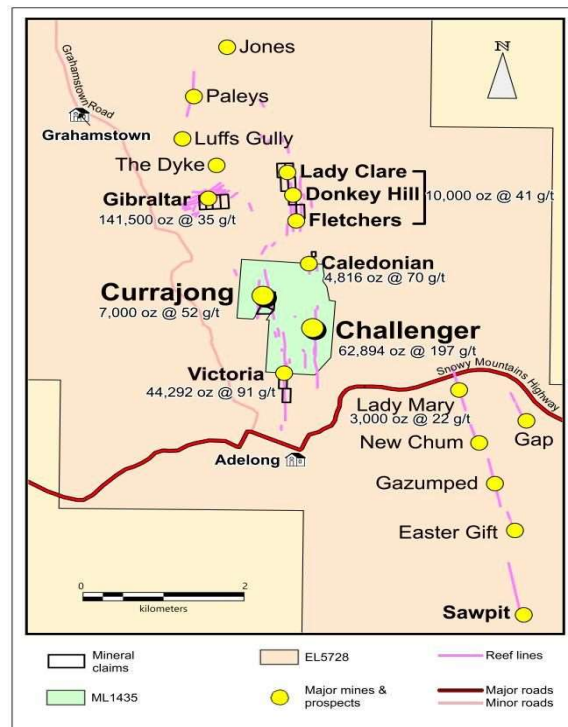 Jones
N
Grahamstown Road
Paleys
Grahamstown
Luffs Gully
The Dyke
Lady Clare
Gibraltar
Donkey Hill
10,000 oz @ 41 g/t
141,500 oz @ 35 g/t
Fletchers
Caledonian
4,816 oz @ 70 g/t
Currajong
7,000 oz @ 52 g/t
Challenger
62,894 oz @ 197 g/t
Victoria
44,292 oz @ 91 g/t
Snowy Mountains Highway
Lady Mary
3,000 oz @ 22 g/t
Gap
New Chum
Adelong
Gazumped
Easter Gift
0 2
kilometers
Sawpit
Mineral claims
EL5728
Reef lines
ML1435
Major mines & prospects
Major roads
Minor roads